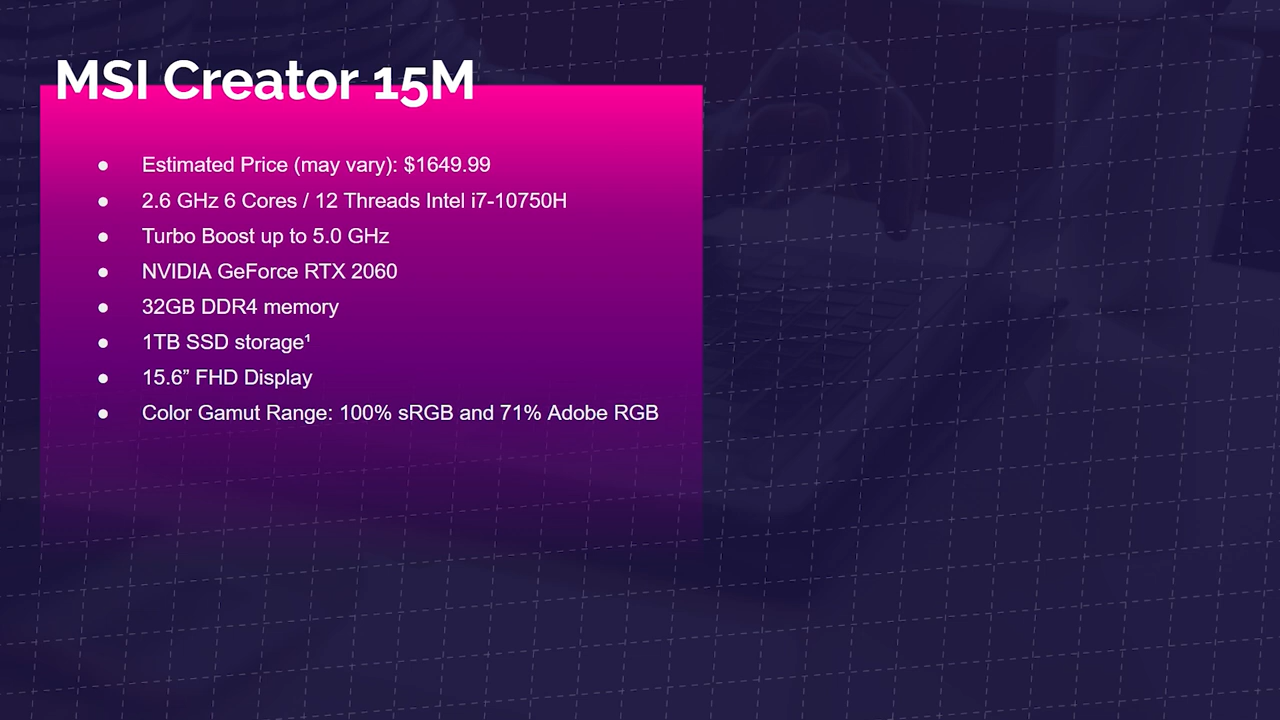 MSI Creator 15M
● Estimated Price (may vary): $1649.99
● 2.6 GHz 6 Cores / 12 Threads Intel i7-10750H
● Turbo Boost up to 5.0 GHz
● NVIDIA GeForce RTX 2060
● 32GB DDR4 memory
● 1TB SSD storage¹
● 15.6” FHD Display
● Color Gamut Range: 100% sRGB and 71% Adobe RGB